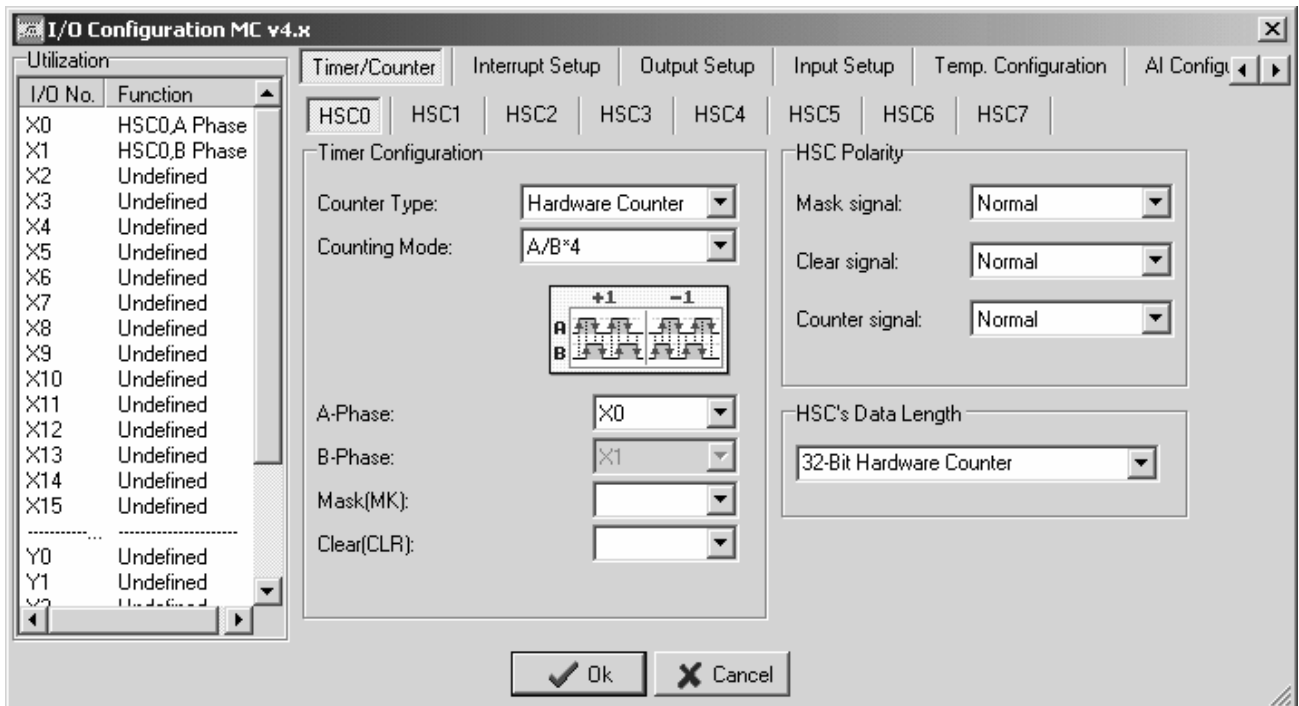 I/O Configuration MC v4.x
Utilization
I/O No. Function
X0 HSC0,A Phase
X1 HSC0,B Phase
X2 Undefined
X3 Undefined
X4 Undefined
X5 Undefined
X6 Undefined
X7 Undefined
X8 Undefined
X9 Undefined
X10 Undefined
X11 Undefined
X12 Undefined
X13 Undefined
X14 Undefined
X15 Undefined
----------... --------------------
Y0 Undefined
Y1 Undefined
Y2 Undefined
Timer/Counter Interrupt Setup Output Setup Input Setup Temp. Configuration AI Configu
HSC0 HSC1 HSC2 HSC3 HSC4 HSC5 HSC6 HSC7
Timer Configuration
Counter Type: Hardware Counter
Counting Mode: A/B*4
+1 -1
A
B
A-Phase: X0
B-Phase: X1
Mask(MK):
Clear(CLR):
HSC Polarity
Mask signal: Normal
Clear signal: Normal
Counter signal: Normal
HSC's Data Length
32-Bit Hardware Counter
Ok Cancel